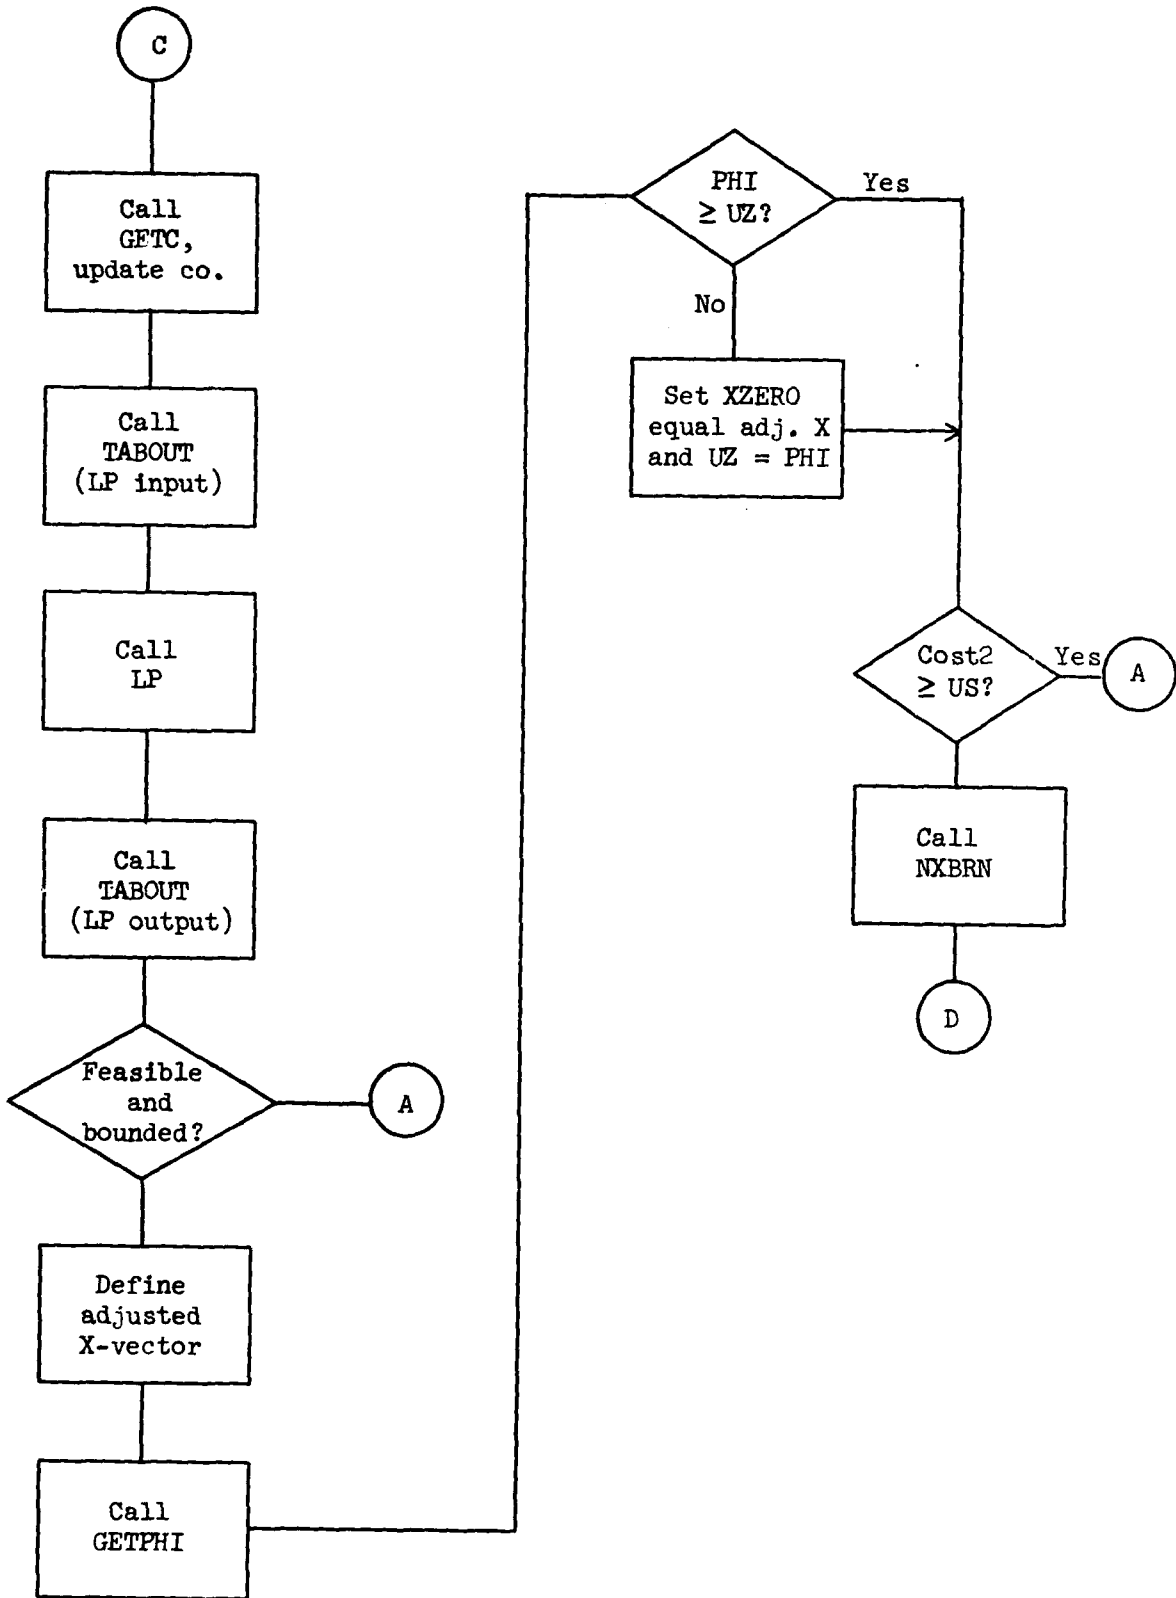 C
Call
GETC,
update co.
Call
TABOUT
(LP input)
Call
LP
Call
TABOUT
(LP output)
Feasible
and
bounded?
A
Define
adjusted
X-vector
Call
GETPHI
PHI
≥ UZ?
Yes
No
Set XZERO
equal adj. X
and UZ = PHI
Cost2
≥ US?
Yes
A
Call
NXBRN
D